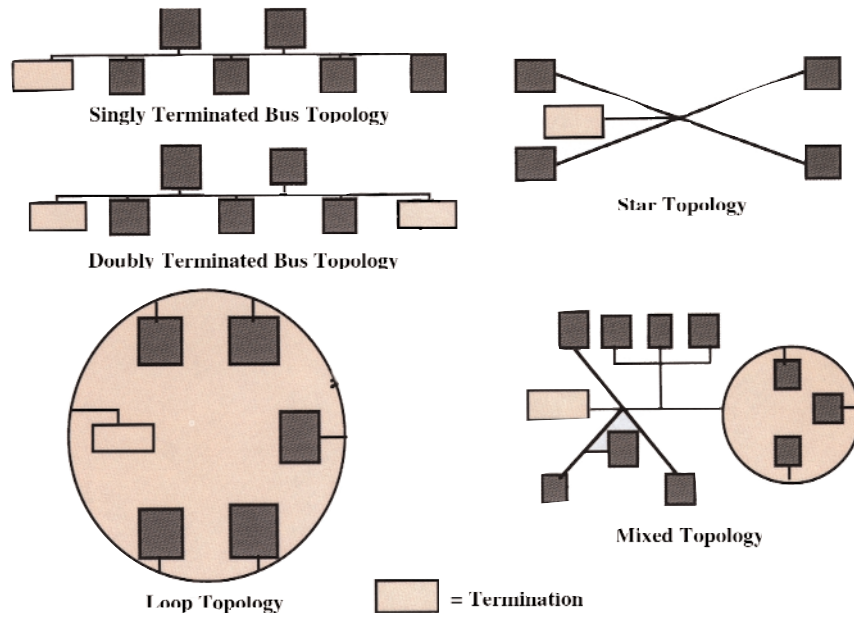 Singly Terminated Bus Topology
Star Topology
Doubly Terminated Bus Topology
Mixed Topology
Loop Topology
= Termination